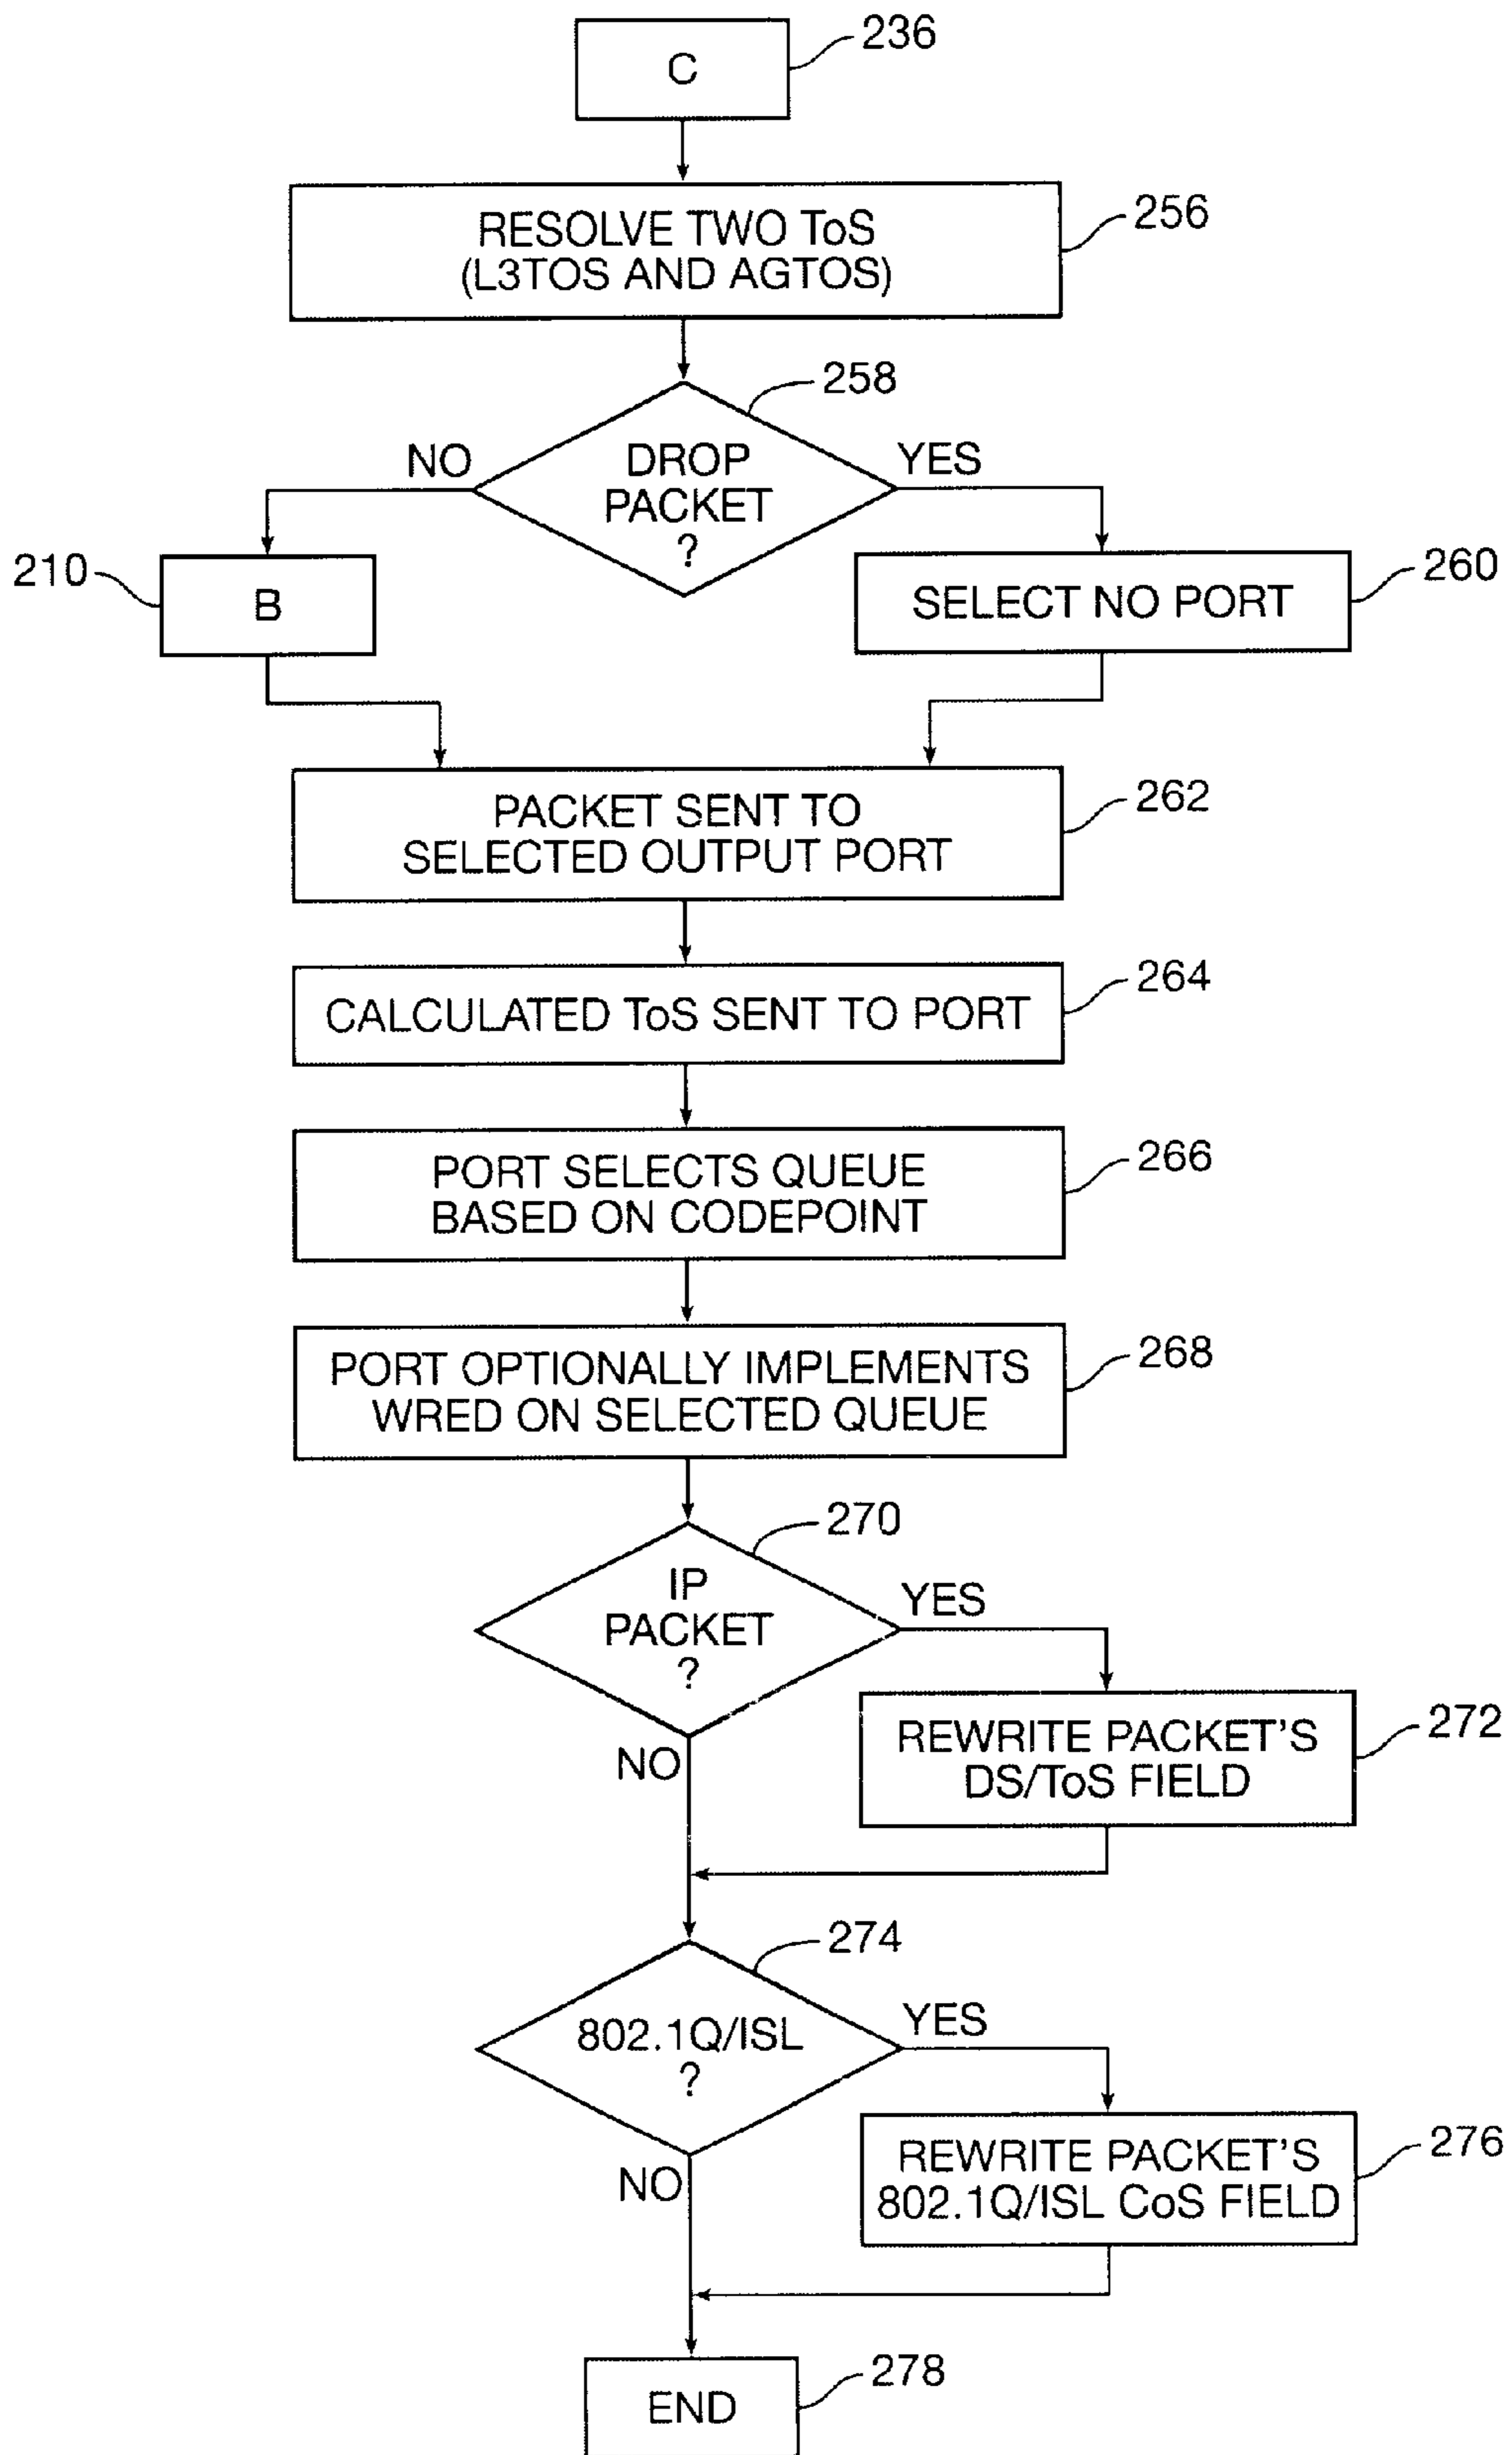 C
236
RESOLVE TWO ToS
(L3TOS AND AGTOS)
256
258
NO
DROP
PACKET
?
YES
210
B
SELECT NO PORT
260
PACKET SENT TO
SELECTED OUTPUT PORT
262
CALCULATED ToS SENT TO PORT
264
PORT SELECTS QUEUE
BASED ON CODEPOINT
266
PORT OPTIONALLY IMPLEMENTS
WRED ON SELECTED QUEUE
268
270
IP
PACKET
?
YES
NO
REWRITE PACKET'S
DS/ToS FIELD
272
274
802.1Q/ISL
?
YES
NO
REWRITE PACKET'S
802.1Q/ISL CoS FIELD
276
END
278